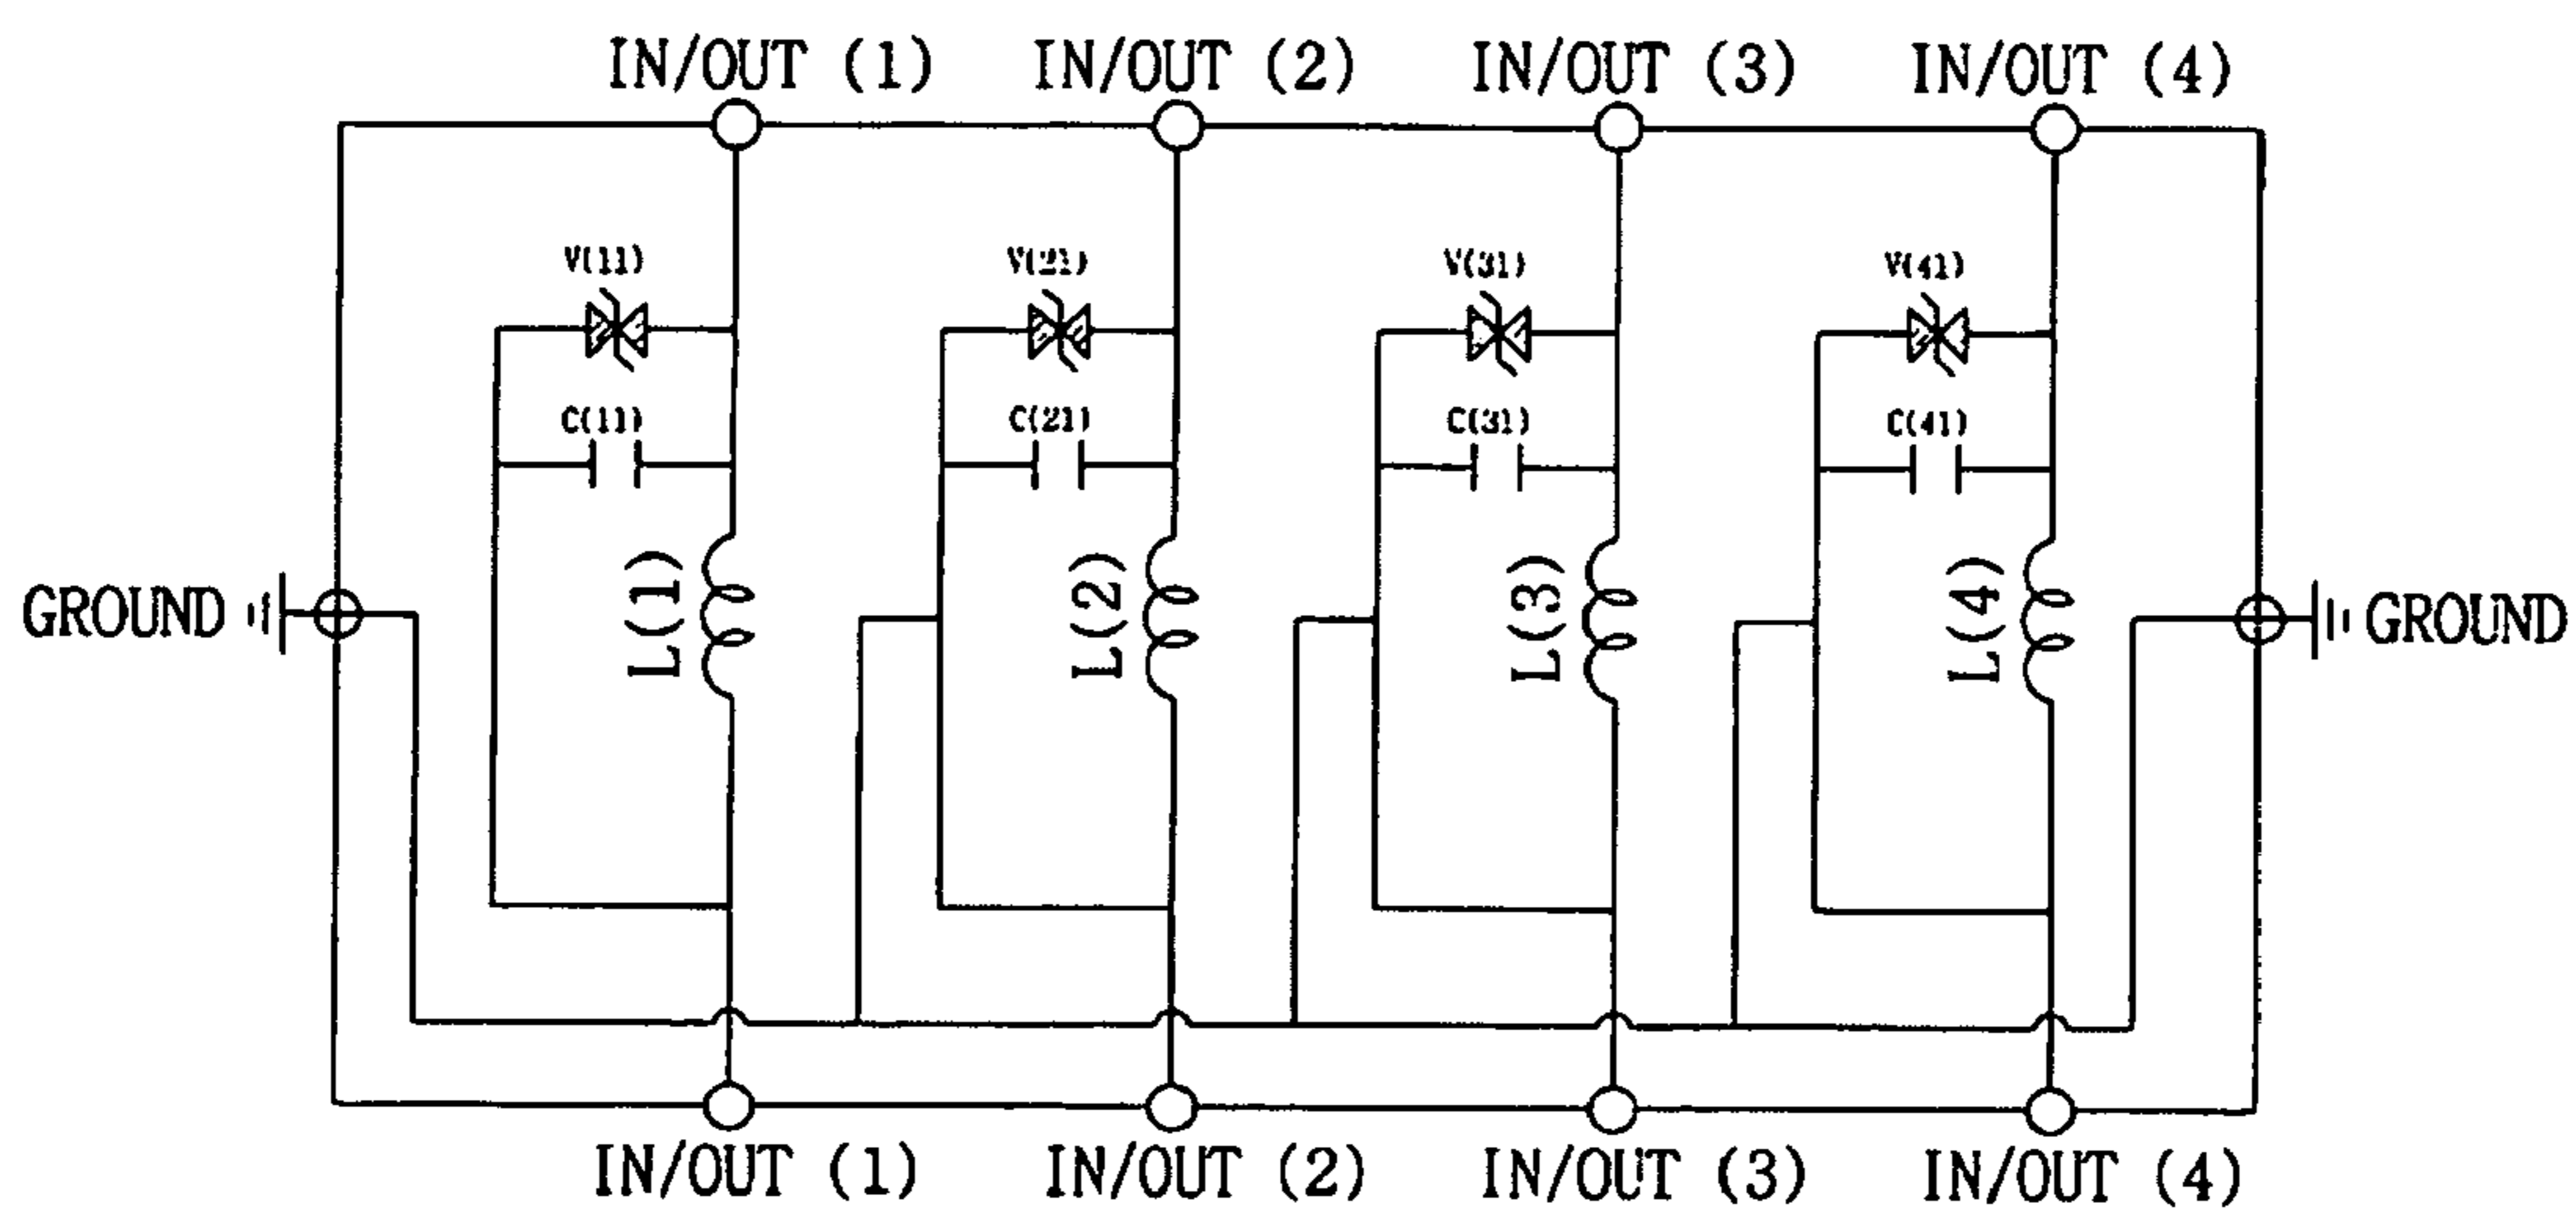 IN/OUT (1) IN/OUT (2) IN/OUT (3) IN/OUT (4)
V(11) V(21) V(31) V(41)
C(11) C(21) C(31) C(41)
L(1) L(2) L(3) L(4)
GROUND GROUND
IN/OUT (1) IN/OUT (2) IN/OUT (3) IN/OUT (4)